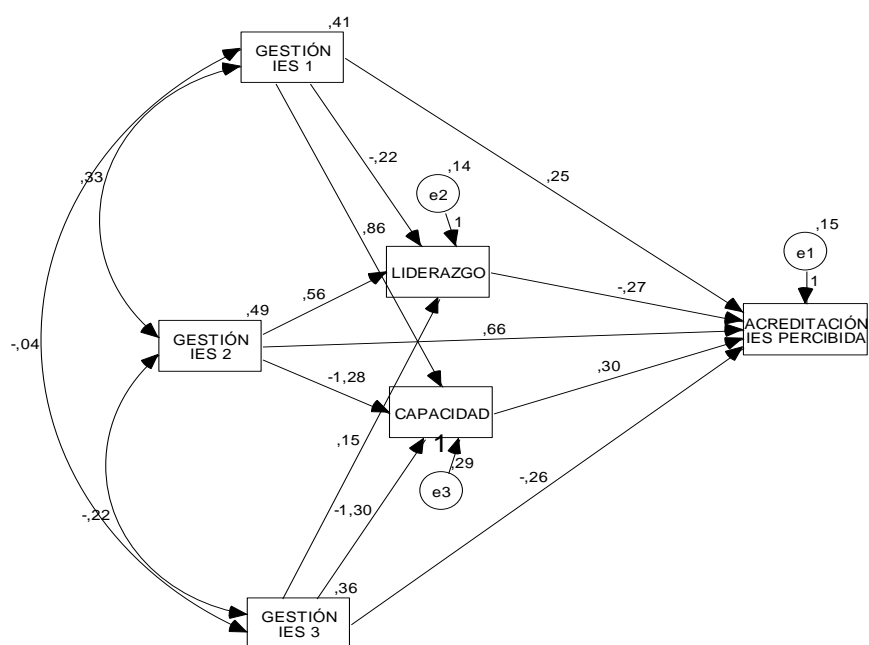 ,41
GESTIÓN
IES 1
,33
-,22
,14
e2
1
,25
,86
,15
e1
1
LIDERAZGO
-,27
,49
,56
GESTIÓN
IES 2
,66
ACREDITACIÓN
IES PERCIBIDA
-,04
-1,28
,30
CAPACIDAD
1
,15
,29
e3
-,26
-,22
-1,30
,36
GESTIÓN
IES 3